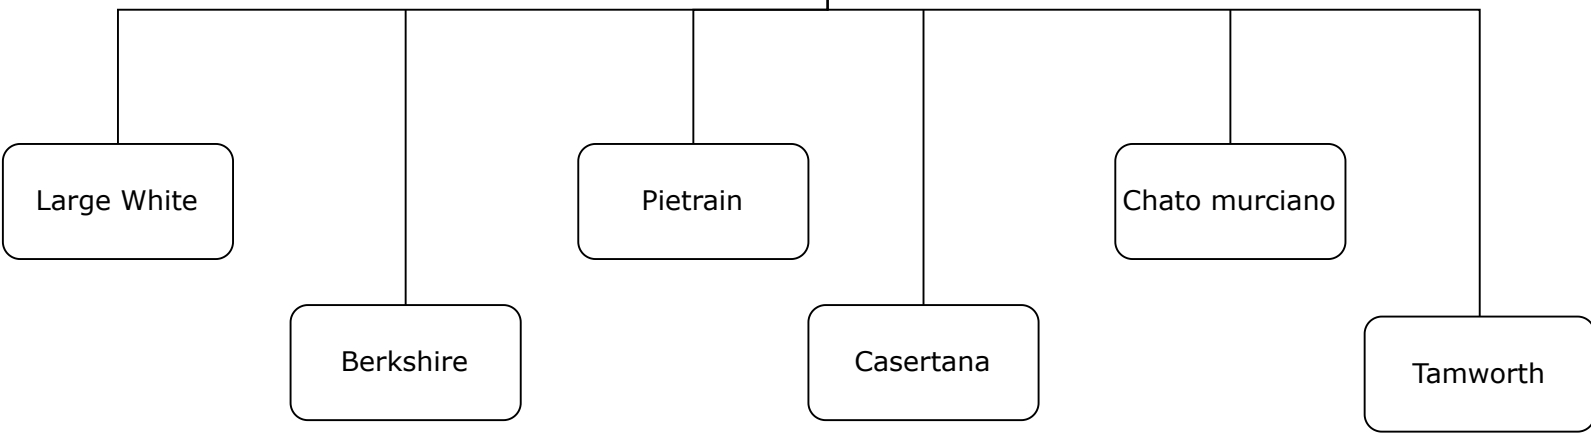 Large White
Pietrain
Chato murciano
Berkshire
Casertana
Tamworth